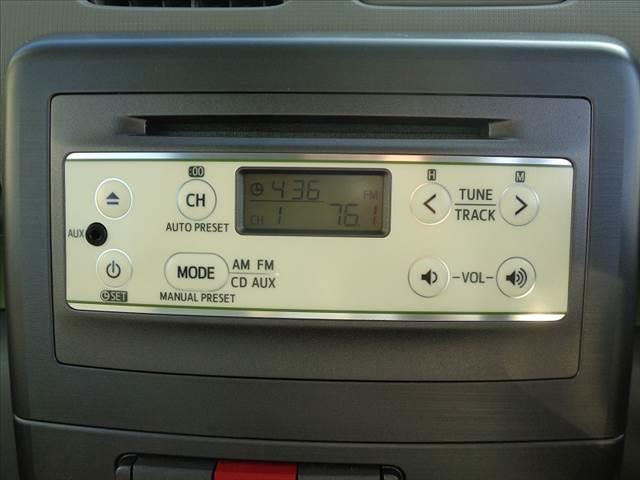 :00
H
M
CH
AUTO PRESET
4:36
FM
CH 1 76.1
TUNE
TRACK
AUX
MODE
AM FM
CD AUX
MANUAL PRESET
SET
-VOL-